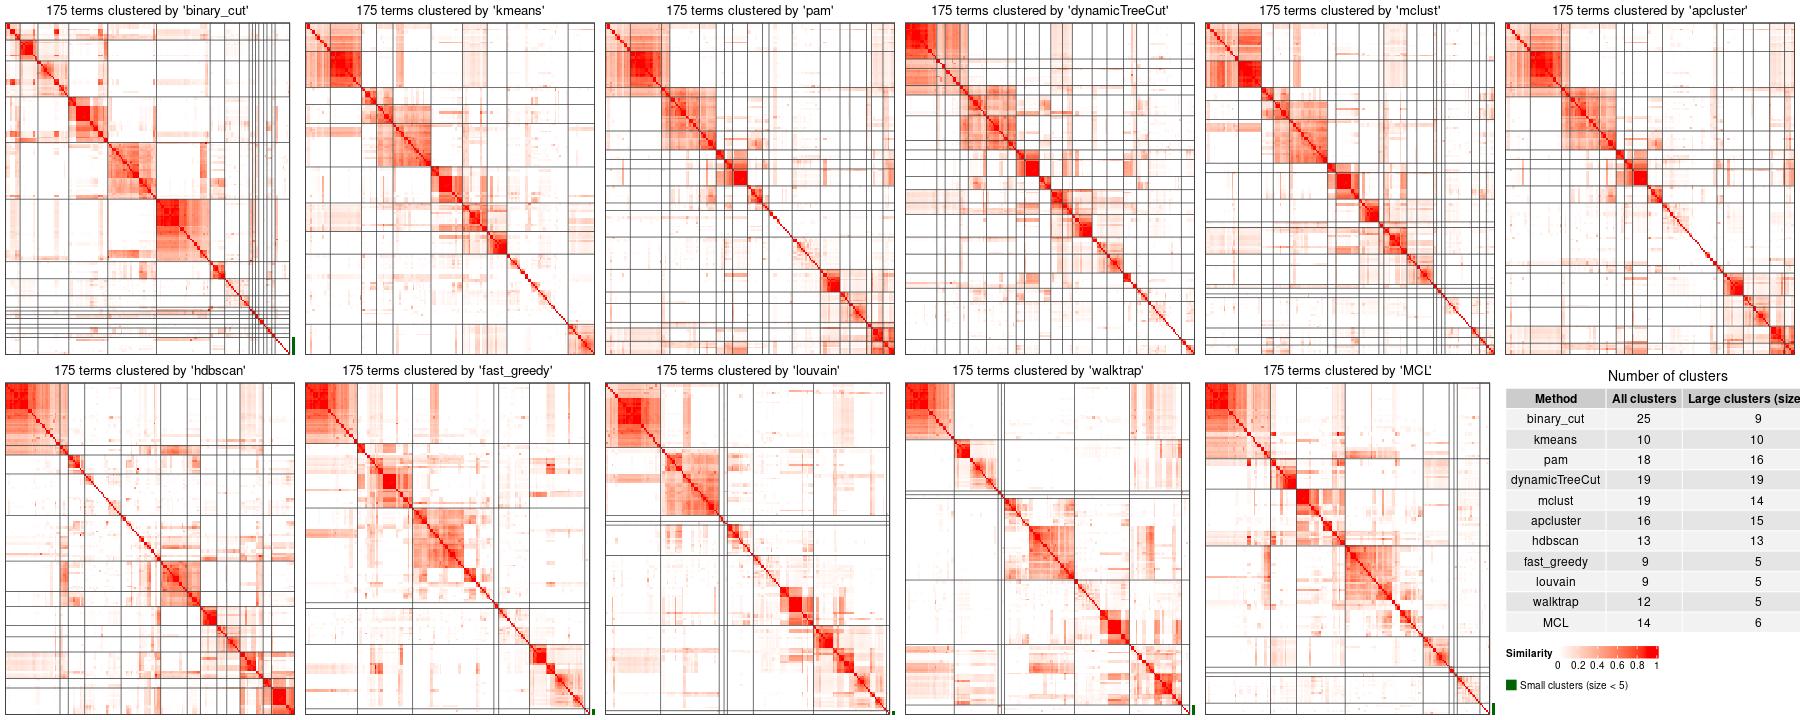 175 terms clustered by 'binary_cut'
175 terms clustered by 'kmeans'
175 terms clustered by 'pam'
175 terms clustered by 'dynamicTreeCut'
175 terms clustered by 'mclust'
175 terms clustered by 'apcluster'
175 terms clustered by 'hdbscan'
175 terms clustered by 'fast_greedy'
175 terms clustered by 'louvain'
175 terms clustered by 'walktrap'
175 terms clustered by 'MCL'
Number of clusters
Method All clusters Large clusters (size
binary_cut 25 9
kmeans 10 10
pam 18 16
dynamicTreeCut 19 19
mclust 19 14
apcluster 16 15
hdbscan 13 13
fast_greedy 9 5
louvain 9 5
walktrap 12 5
MCL 14 6
Similarity
0 0.2 0.4 0.6 0.8 1
Small clusters (size < 5)